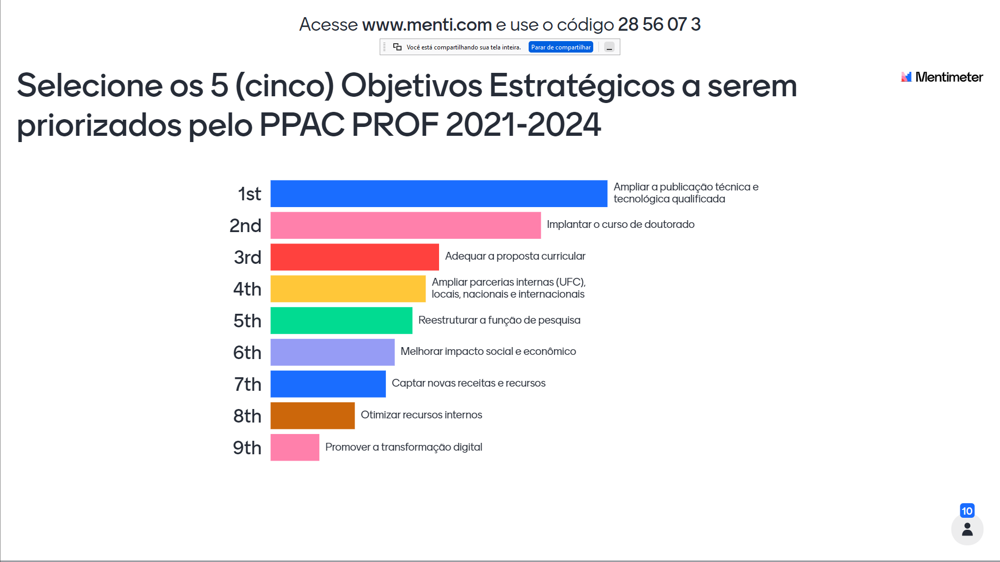 Acesse www.menti.com e use o código 28 56 07 3
Você está compartilhando sua tela inteira. Parar de compartilhar
Selecione os 5 (cinco) Objetivos Estratégicos a serem
priorizados pelo PPAC PROF 2021-2024
Mentimeter
1st Ampliar a publicação técnica e
tecnológica qualificada
2nd Implantar o curso de doutorado
3rd Adequar a proposta curricular
4th Ampliar parcerias internas (UFC),
locais, nacionais e internacionais
5th Reestruturar a função de pesquisa
6th Melhorar impacto social e econômico
7th Captar novas receitas e recursos
8th Otimizar recursos internos
9th Promover a transformação digital
10